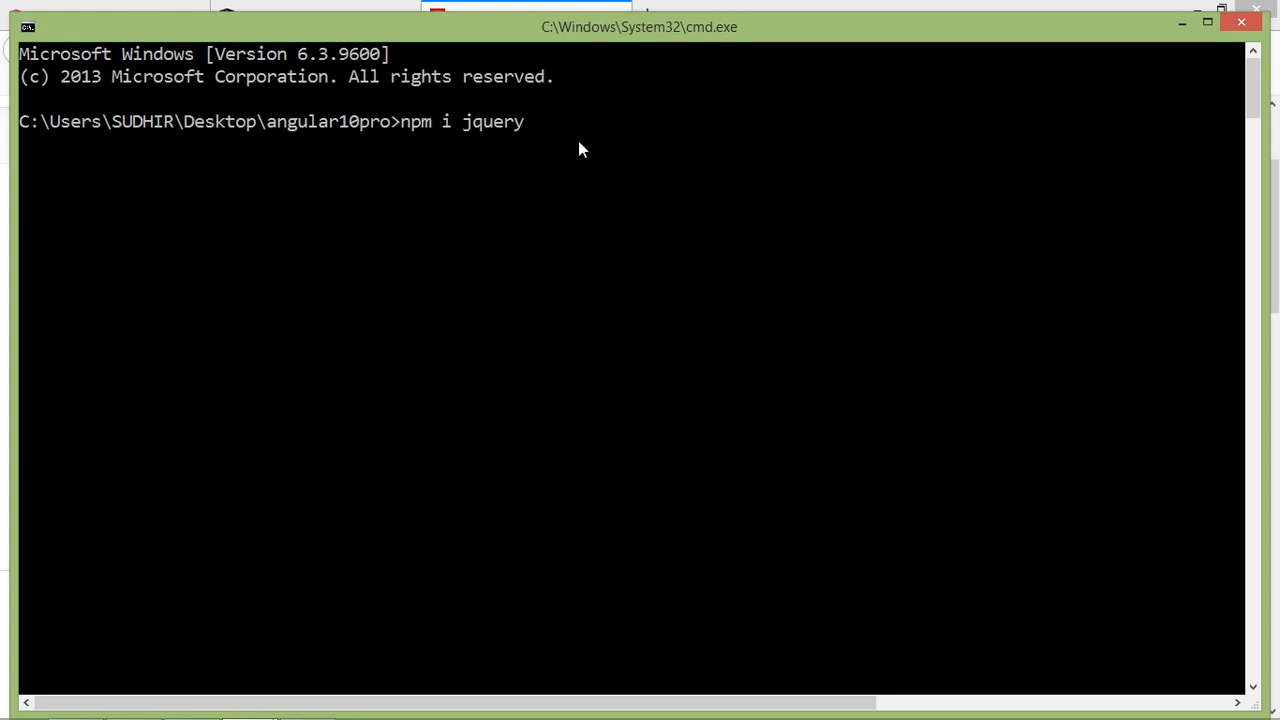 C:\Windows\System32\cmd.exe
Microsoft Windows [Version 6.3.9600]
(c) 2013 Microsoft Corporation. All rights reserved.
C:\Users\SUDHIR\Desktop\angular10pro>npm i jquery